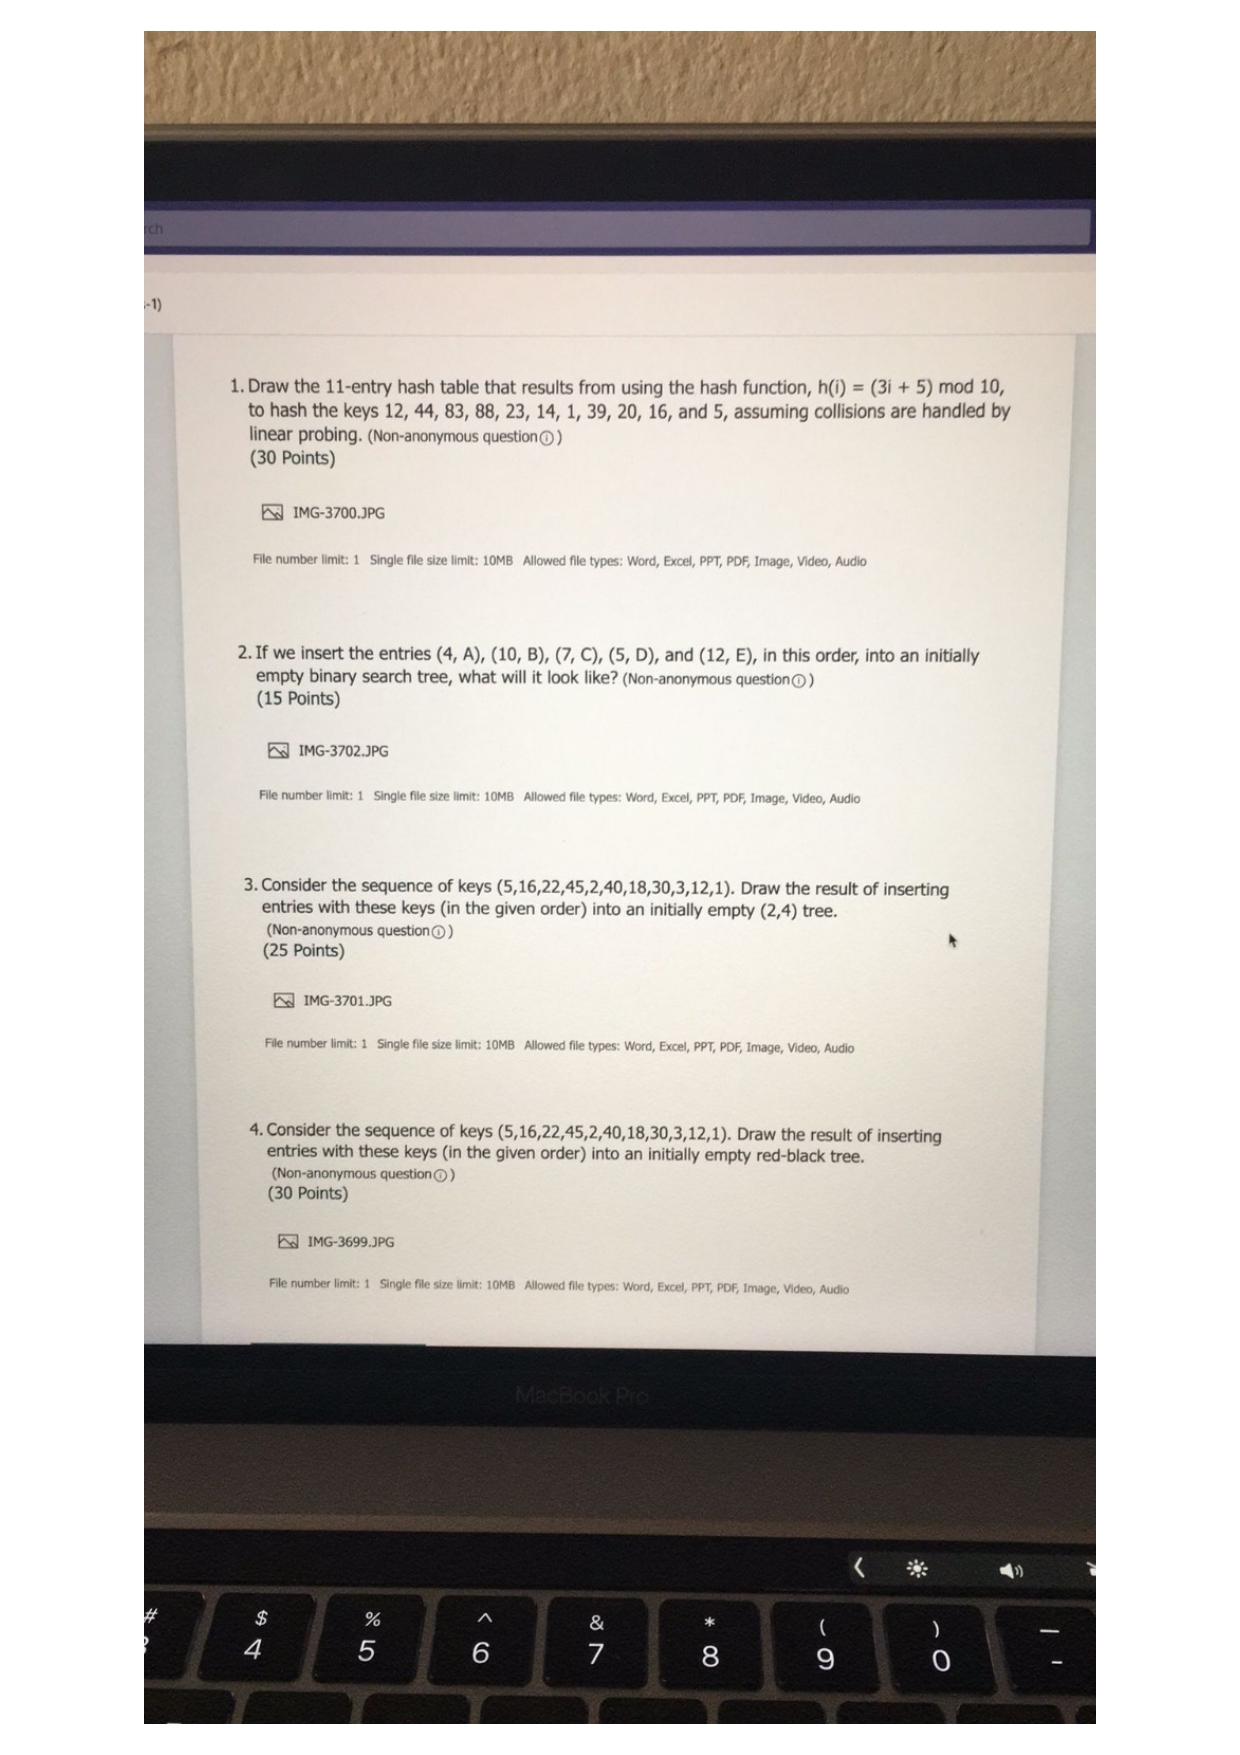 rch
-1)
1. Draw the 11-entry hash table that results from using the hash function, h(i) = (3i + 5) mod 10,
to hash the keys 12, 44, 83, 88, 23, 14, 1, 39, 20, 16, and 5, assuming collisions are handled by
linear probing. (Non-anonymous question)
(30 Points)
IMG-3700.JPG
File number limit: 1 Single file size limit: 10MB Allowed file types: Word, Excel, PPT, PDF, Image, Video, Audio
2. If we insert the entries (4, A), (10, B), (7, C), (5, D), and (12, E), in this order, into an initially
empty binary search tree, what will it look like? (Non-anonymous question)
(15 Points)
IMG-3702.JPG
File number limit: 1 Single file size limit: 10MB Allowed file types: Word, Excel, PPT, PDF, Image, Video, Audio
3. Consider the sequence of keys (5,16,22,45,2,40,18,30,3,12,1). Draw the result of inserting
entries with these keys (in the given order) into an initially empty (2,4) tree.
(Non-anonymous question)
(25 Points)
IMG-3701.JPG
File number limit: 1 Single file size limit: 10MB Allowed file types: Word, Excel, PPT, PDF, Image, Video, Audio
4. Consider the sequence of keys (5,16,22,45,2,40,18,30,3,12,1). Draw the result of inserting
entries with these keys (in the given order) into an initially empty red-black tree.
(Non-anonymous question)
(30 Points)
IMG-3699.JPG
File number limit: 1 Single file size limit: 10MB Allowed file types: Word, Excel, PPT, PDF, Image, Video, Audio
MacBook Pro
# $ % ^ & * ( ) —
4 5 6 7 8 9 0 -